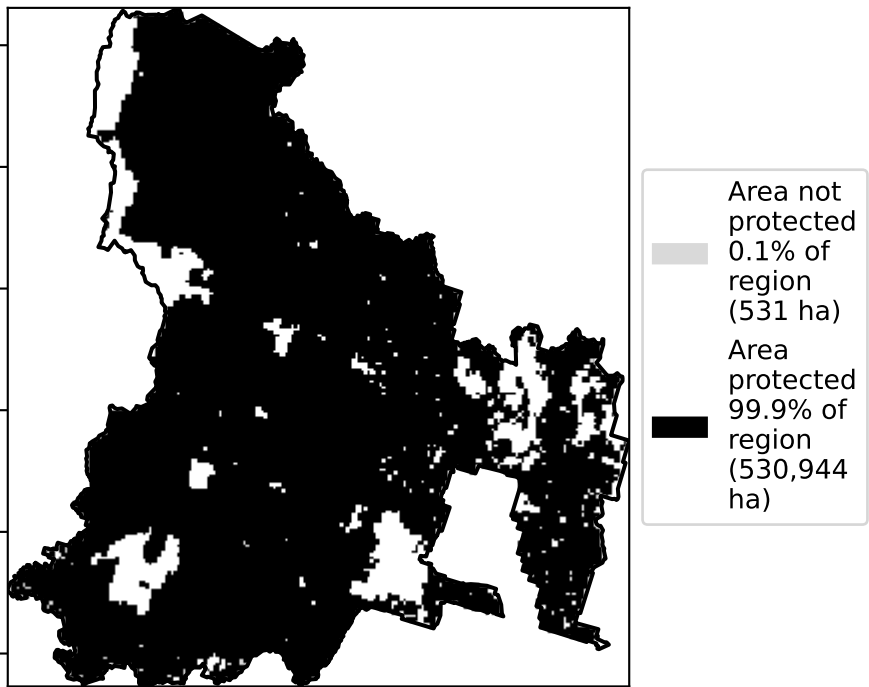 Area not
protected
0.1% of
region
(531 ha)
Area
protected
99.9% of
region
(530,944
ha)